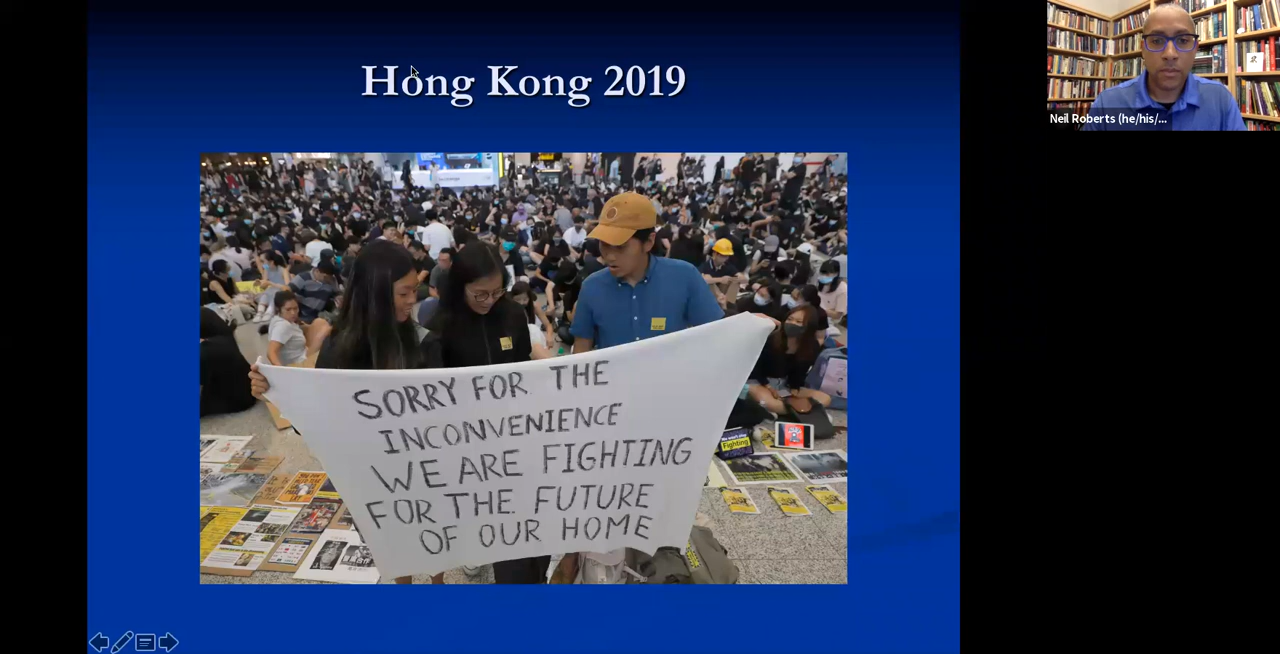 Hong Kong 2019
Neil Roberts (he/his/...
SORRY FOR THE
INCONVENIENCE
WE ARE FIGHTING
FOR THE FUTURE
OF OUR HOME
Fighting